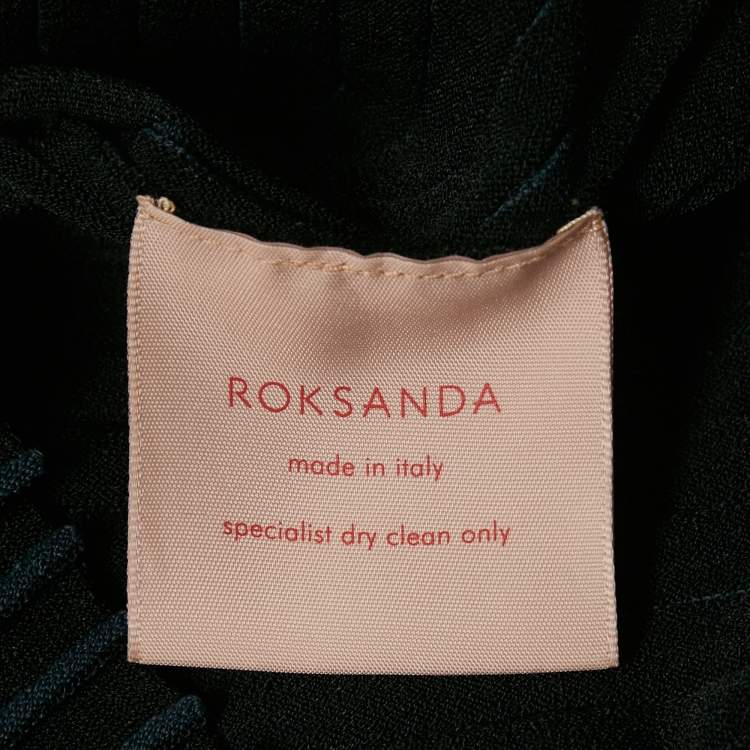 ROKSANDA
made in italy
specialist dry clean only